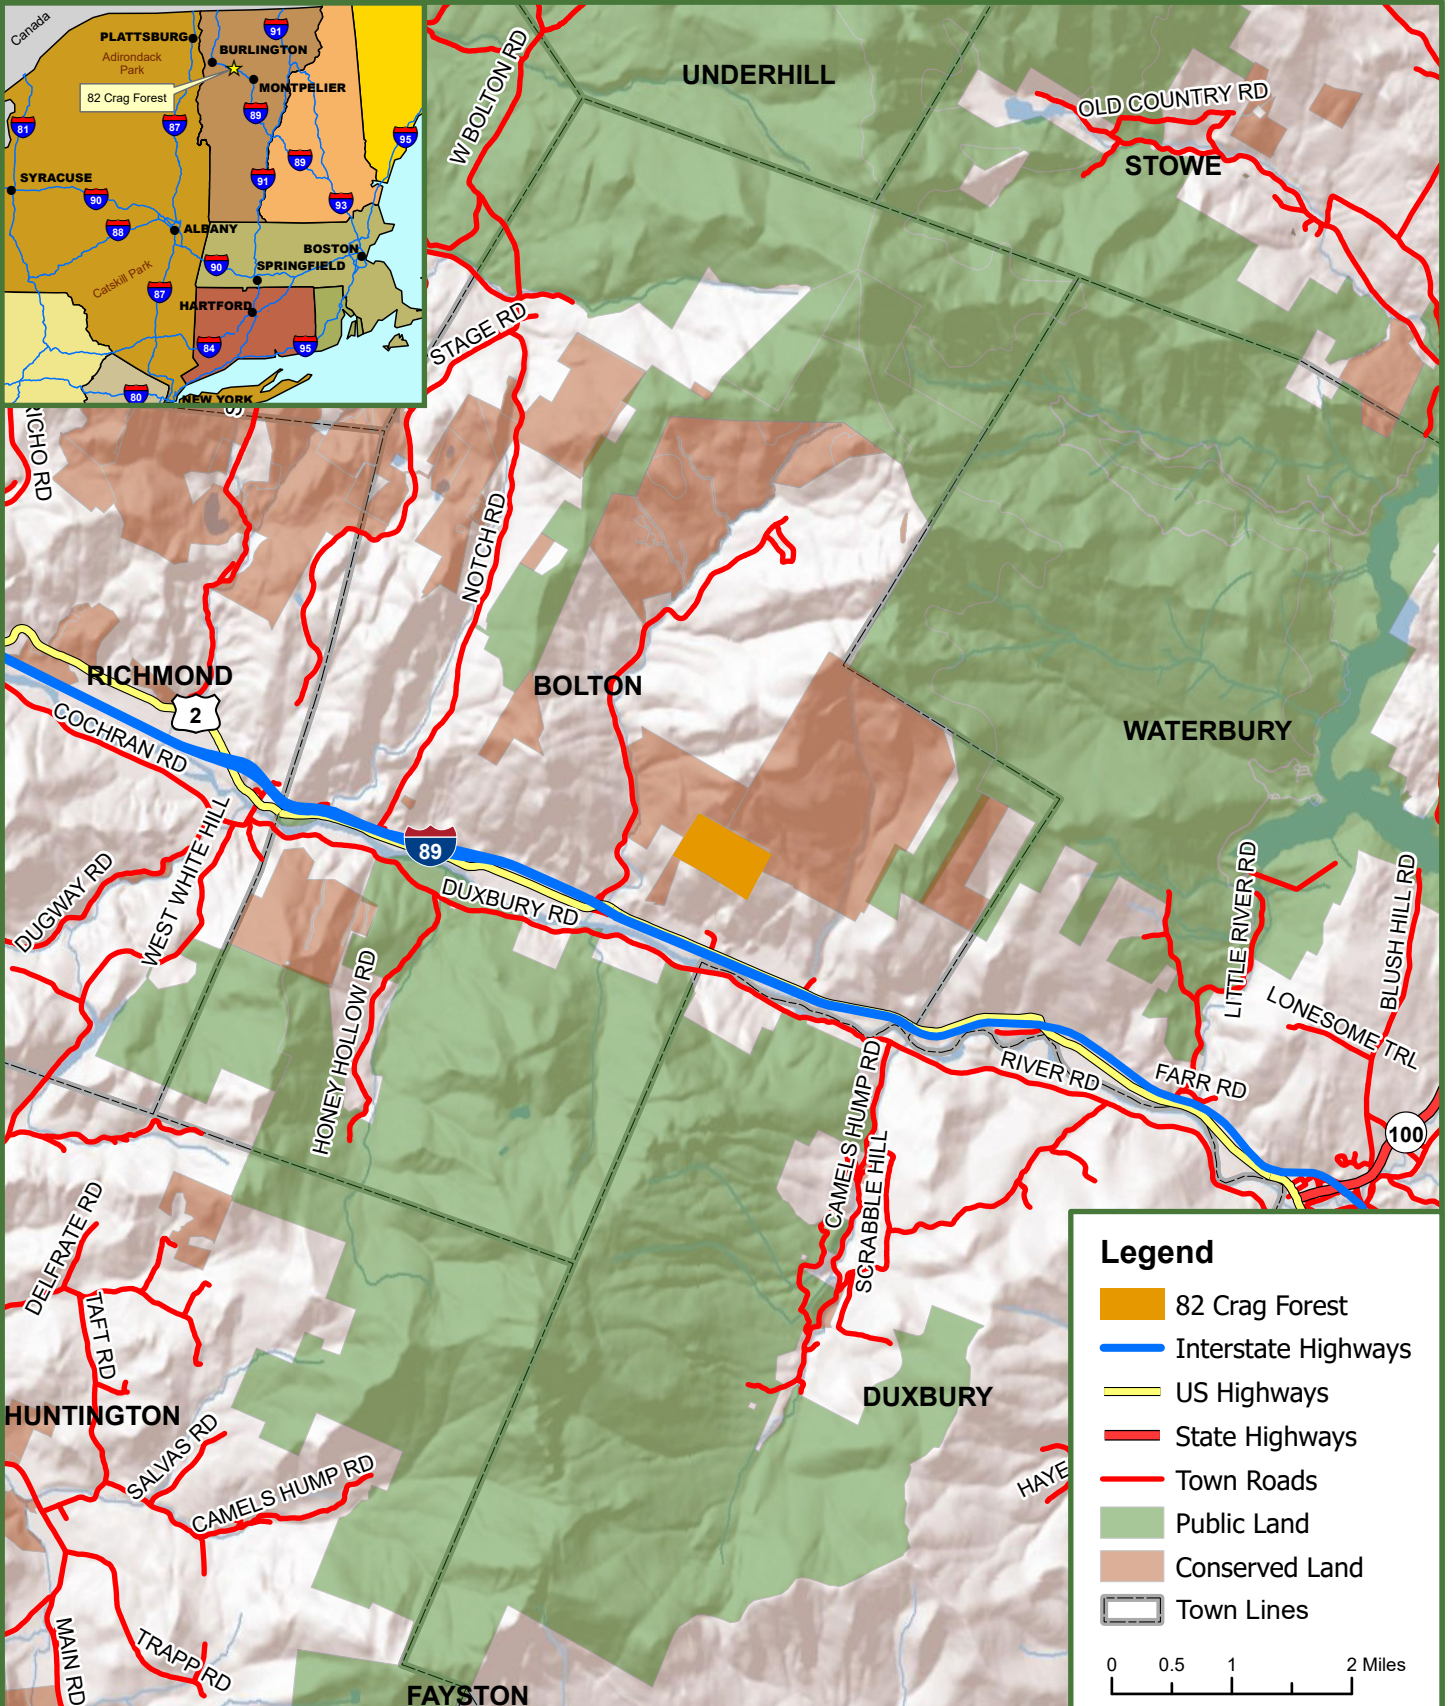 Canada
PLATTSBURG
91
BURLINGTON
Adirondack
Park
82 Crag Forest
MONTPELIER
89
87
81
95
89
SYRACUSE
91
90
93
88
ALBANY
BOSTON
90
SPRINGFIELD
Catskill Park
87
HARTFORD
84
95
80
NEW YORK
W BOLTON RD
UNDERHILL
OLD COUNTRY RD
STOWE
STAGE RD
RICHO RD
S
NOTCH RD
RICHMOND
2
BOLTON
WATERBURY
COCHRAN RD
89
WEST WHITE HILL
DUGWAY RD
DUXBURY RD
LITTLE RIVER RD
BLUSH HILL RD
HONEY HOLLOW RD
LONESOME TRL
RIVER RD
FARR RD
CAMELS HUMP RD
100
SCRABBLE HILL
DELFRATE RD
TAFT RD
HUNTINGTON
DUXBURY
SALVAS RD
CAMELS HUMP RD
HAYE
MAIN RD
TRAPP RD
FAYSTON
Legend
82 Crag Forest
Interstate Highways
US Highways
State Highways
Town Roads
Public Land
Conserved Land
Town Lines
0 0.5 1 2 Miles